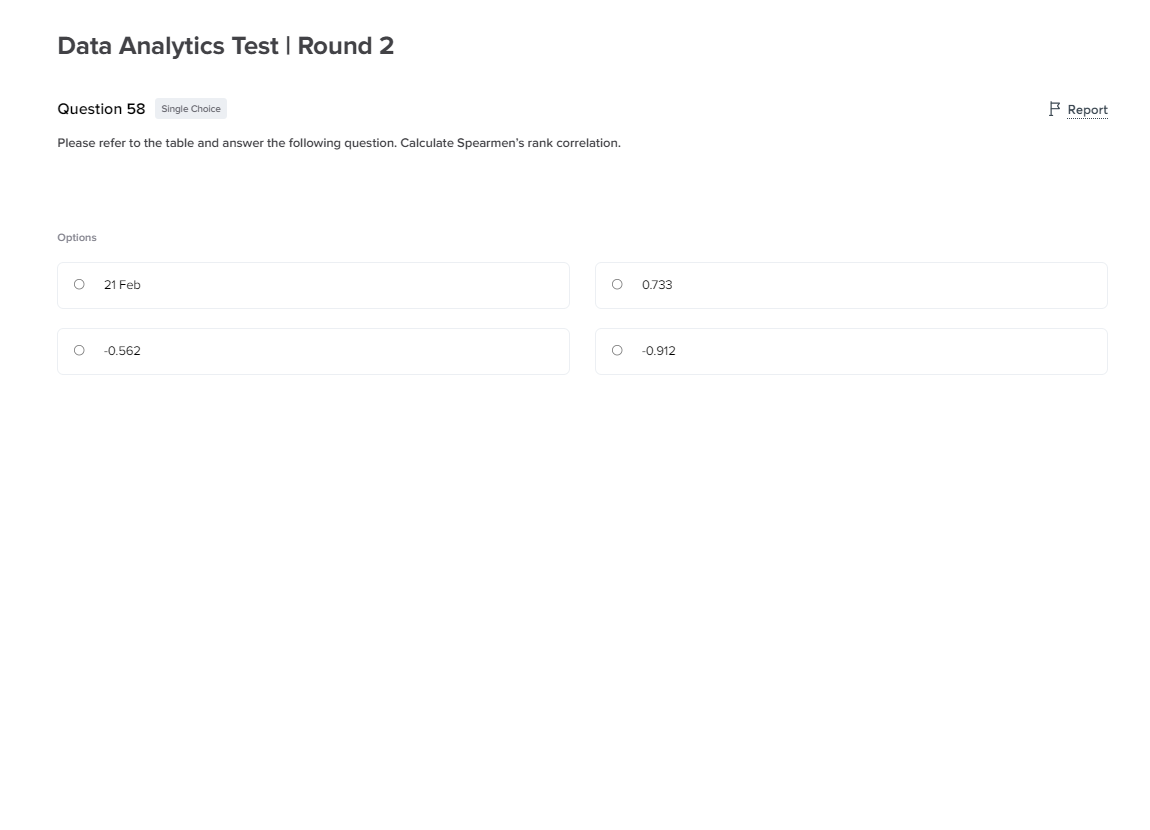 Data Analytics Test | Round 2
Question 58 Single Choice Report
Please refer to the table and answer the following question. Calculate Spearmen's rank correlation.
Options
21 Feb
0.733
-0.562
-0.912